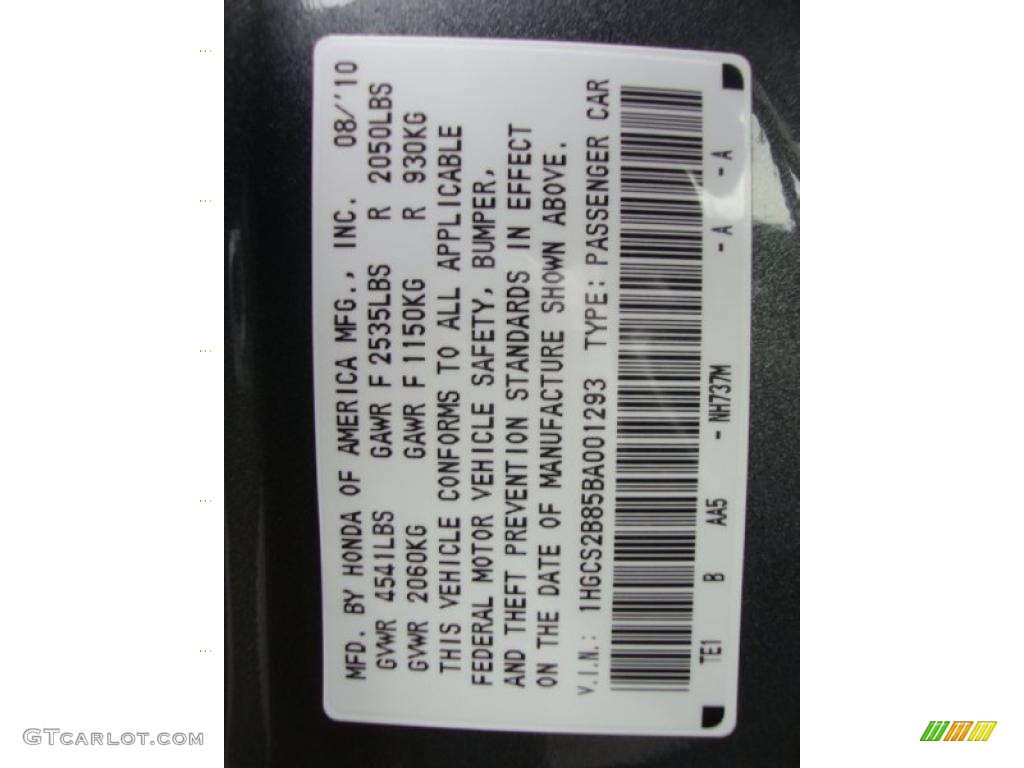 MFD. BY HONDA OF AMERICA MFG., INC. 08/'10
GVWR 4541LBS GAWR F 2535LBS R 2050LBS
GVWR 2060KG GAWR F 1150KG R 930KG
THIS VEHICLE CONFORMS TO ALL APPLICABLE
FEDERAL MOTOR VEHICLE SAFETY, BUMPER,
AND THEFT PREVENTION STANDARDS IN EFFECT
ON THE DATE OF MANUFACTURE SHOWN ABOVE.
V.I.N.: 1HGCS2B85BA001293 TYPE: PASSENGER CAR
TE1 B AA5 - NH737M - A - A
GTCARLOT.COM